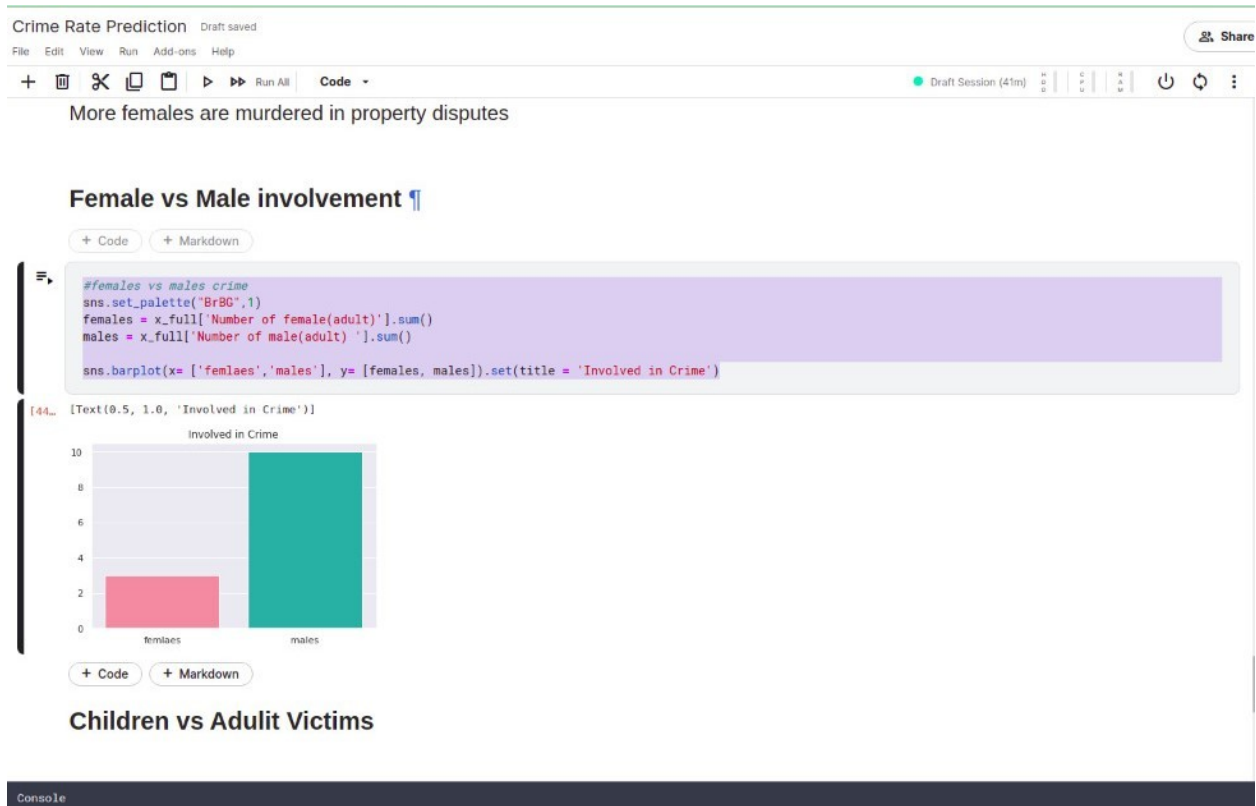 Crime Rate Prediction Draft saved
Share
File Edit View Run Add-ons Help
Run All Code
Draft Session (41m)
More females are murdered in property disputes
Female vs Male involvement ¶
+ Code + Markdown
#females vs males crime
sns.set_palette("BrBG",1)
females = x_full['Number of female(adult)'].sum()
males = x_full['Number of male(adult) '].sum()
sns.barplot(x= ['femlaes','males'], y= [females, males]).set(title = 'Involved in Crime')
[44… [Text(0.5, 1.0, 'Involved in Crime')]
Involved in Crime
10
8
6
4
2
0
femlaes males
+ Code + Markdown
Children vs Adulit Victims
Console